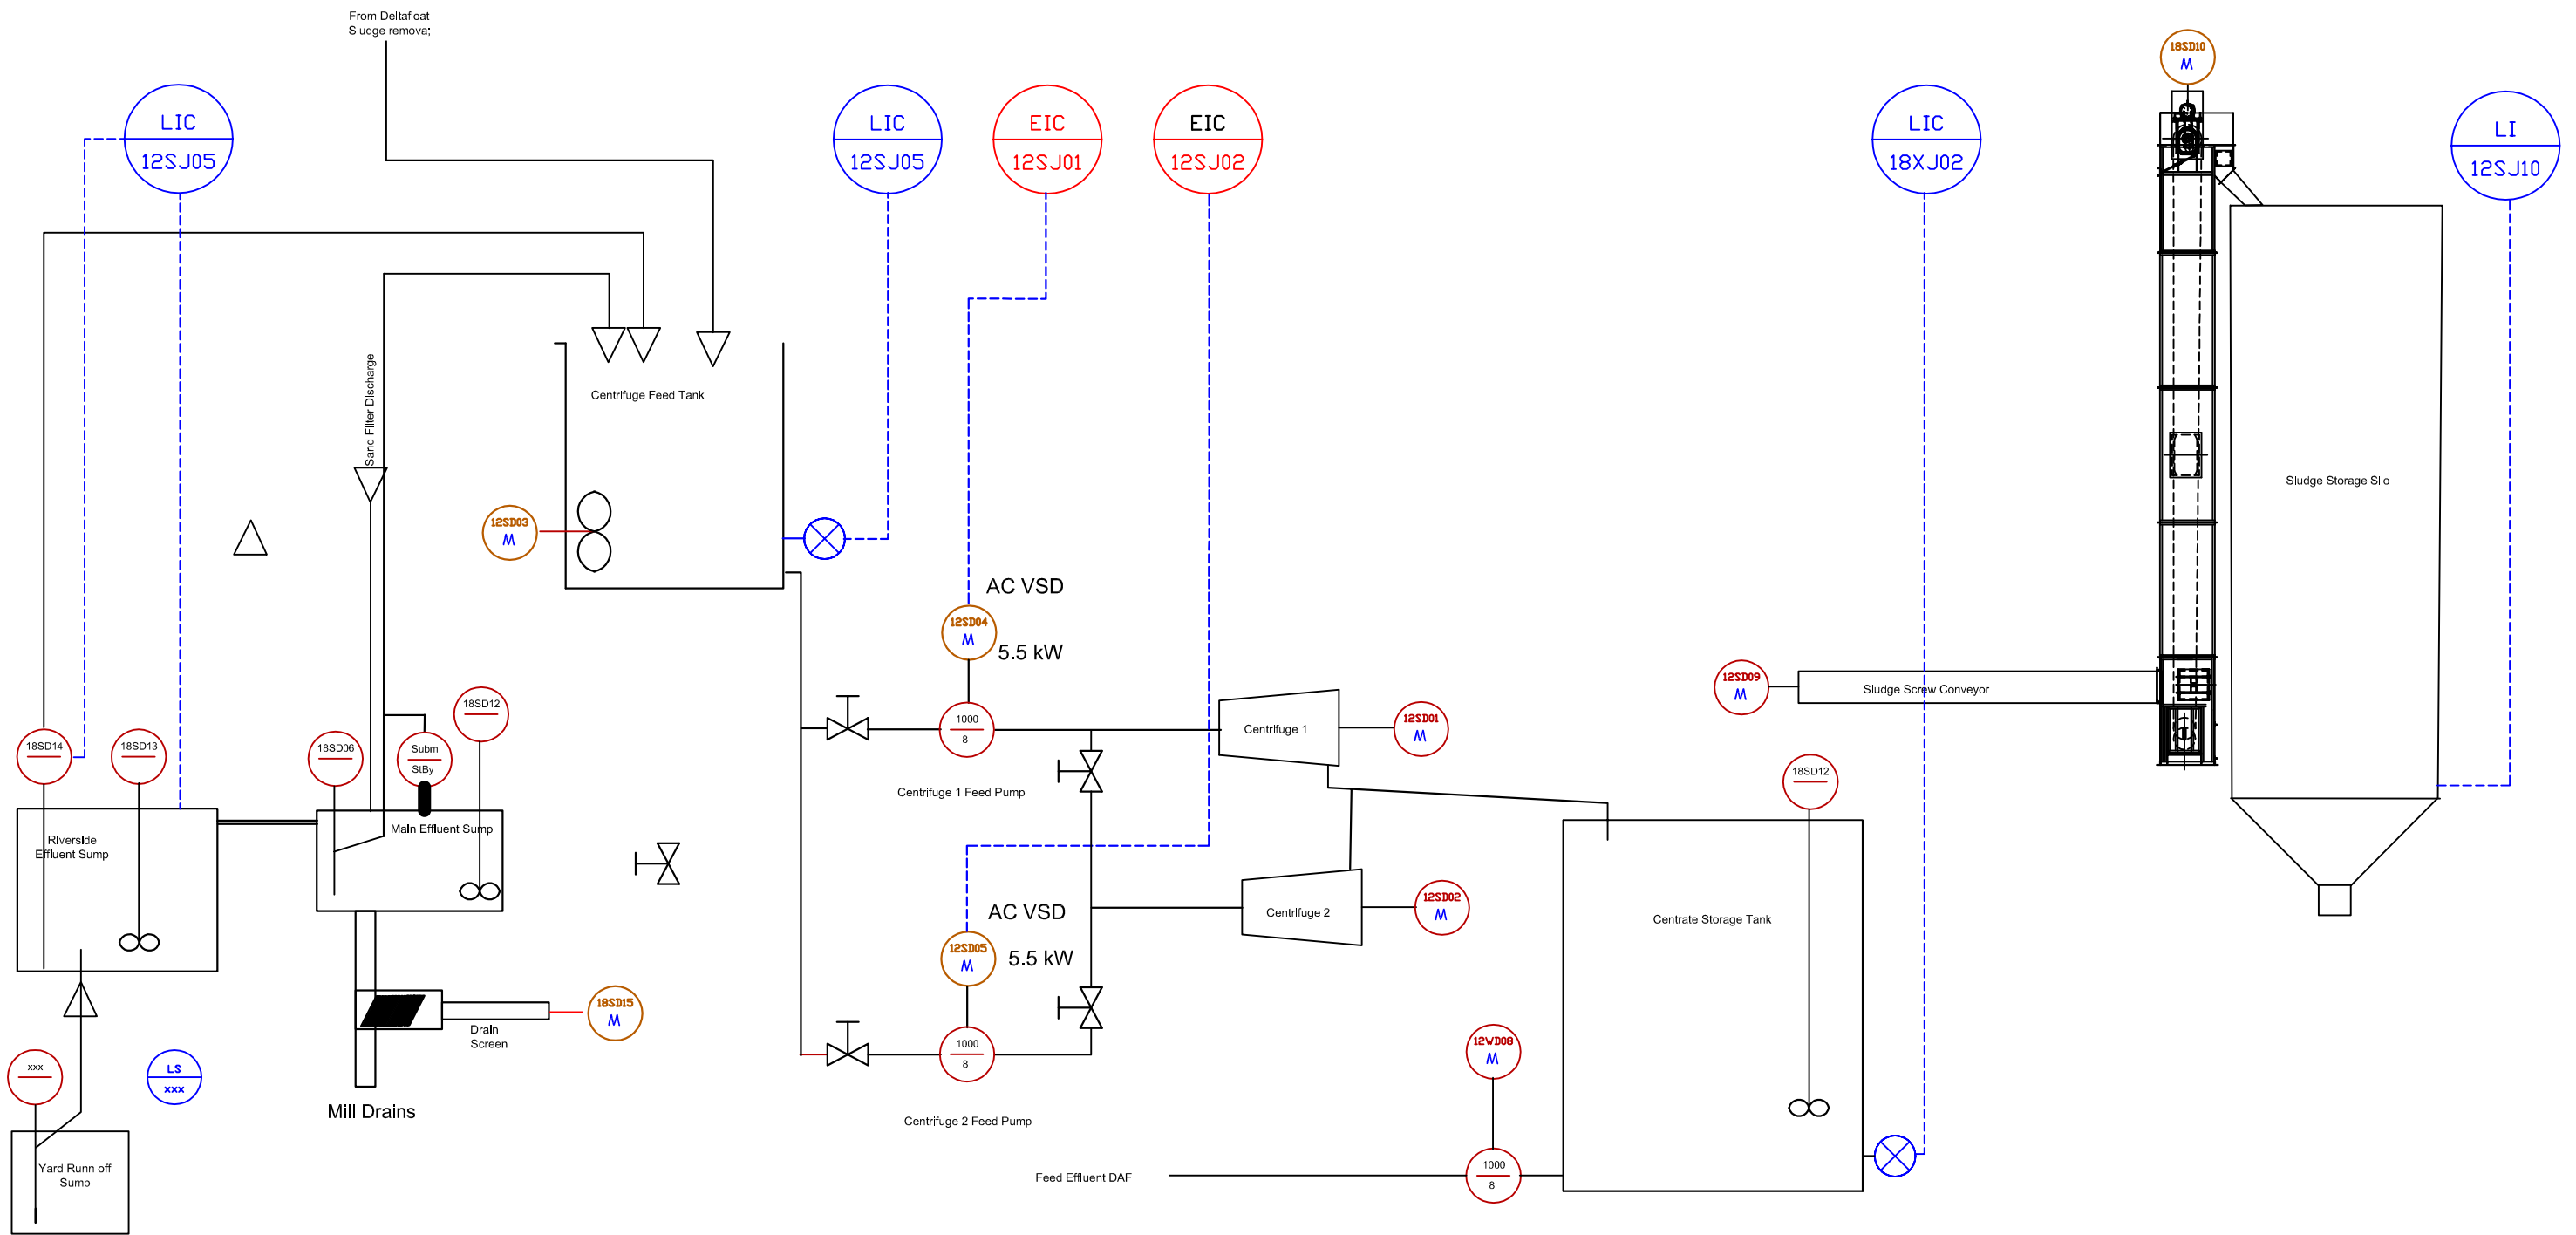 From Deltafloat
Sludge remova;
18SD10
M
LIC
12SJ05
LIC
12SJ05
EIC
12SJ01
EIC
12SJ02
LIC
18XJ02
LI
12SJ10
Sand Filter Discharge
Centrifuge Feed Tank
Sludge Storage Silo
12SD03
M
AC VSD
12SD04
M
5.5 kW
12SD09
M
Sludge Screw Conveyor
18SD14
18SD13
18SD06
Subm
StBy
18SD12
1000
8
Centrifuge 1
12SD01
M
Centrifuge 1 Feed Pump
18SD12
Riverside
Effluent Sump
Main Effluent Sump
AC VSD
12SD05
M
5.5 kW
Centrifuge 2
12SD02
M
Centrate Storage Tank
18SD15
M
Drain
Screen
1000
8
12WD08
M
xxx
LS
xxx
Mill Drains
Centrifuge 2 Feed Pump
Yard Runn off
Sump
Feed Effluent DAF
1000
8